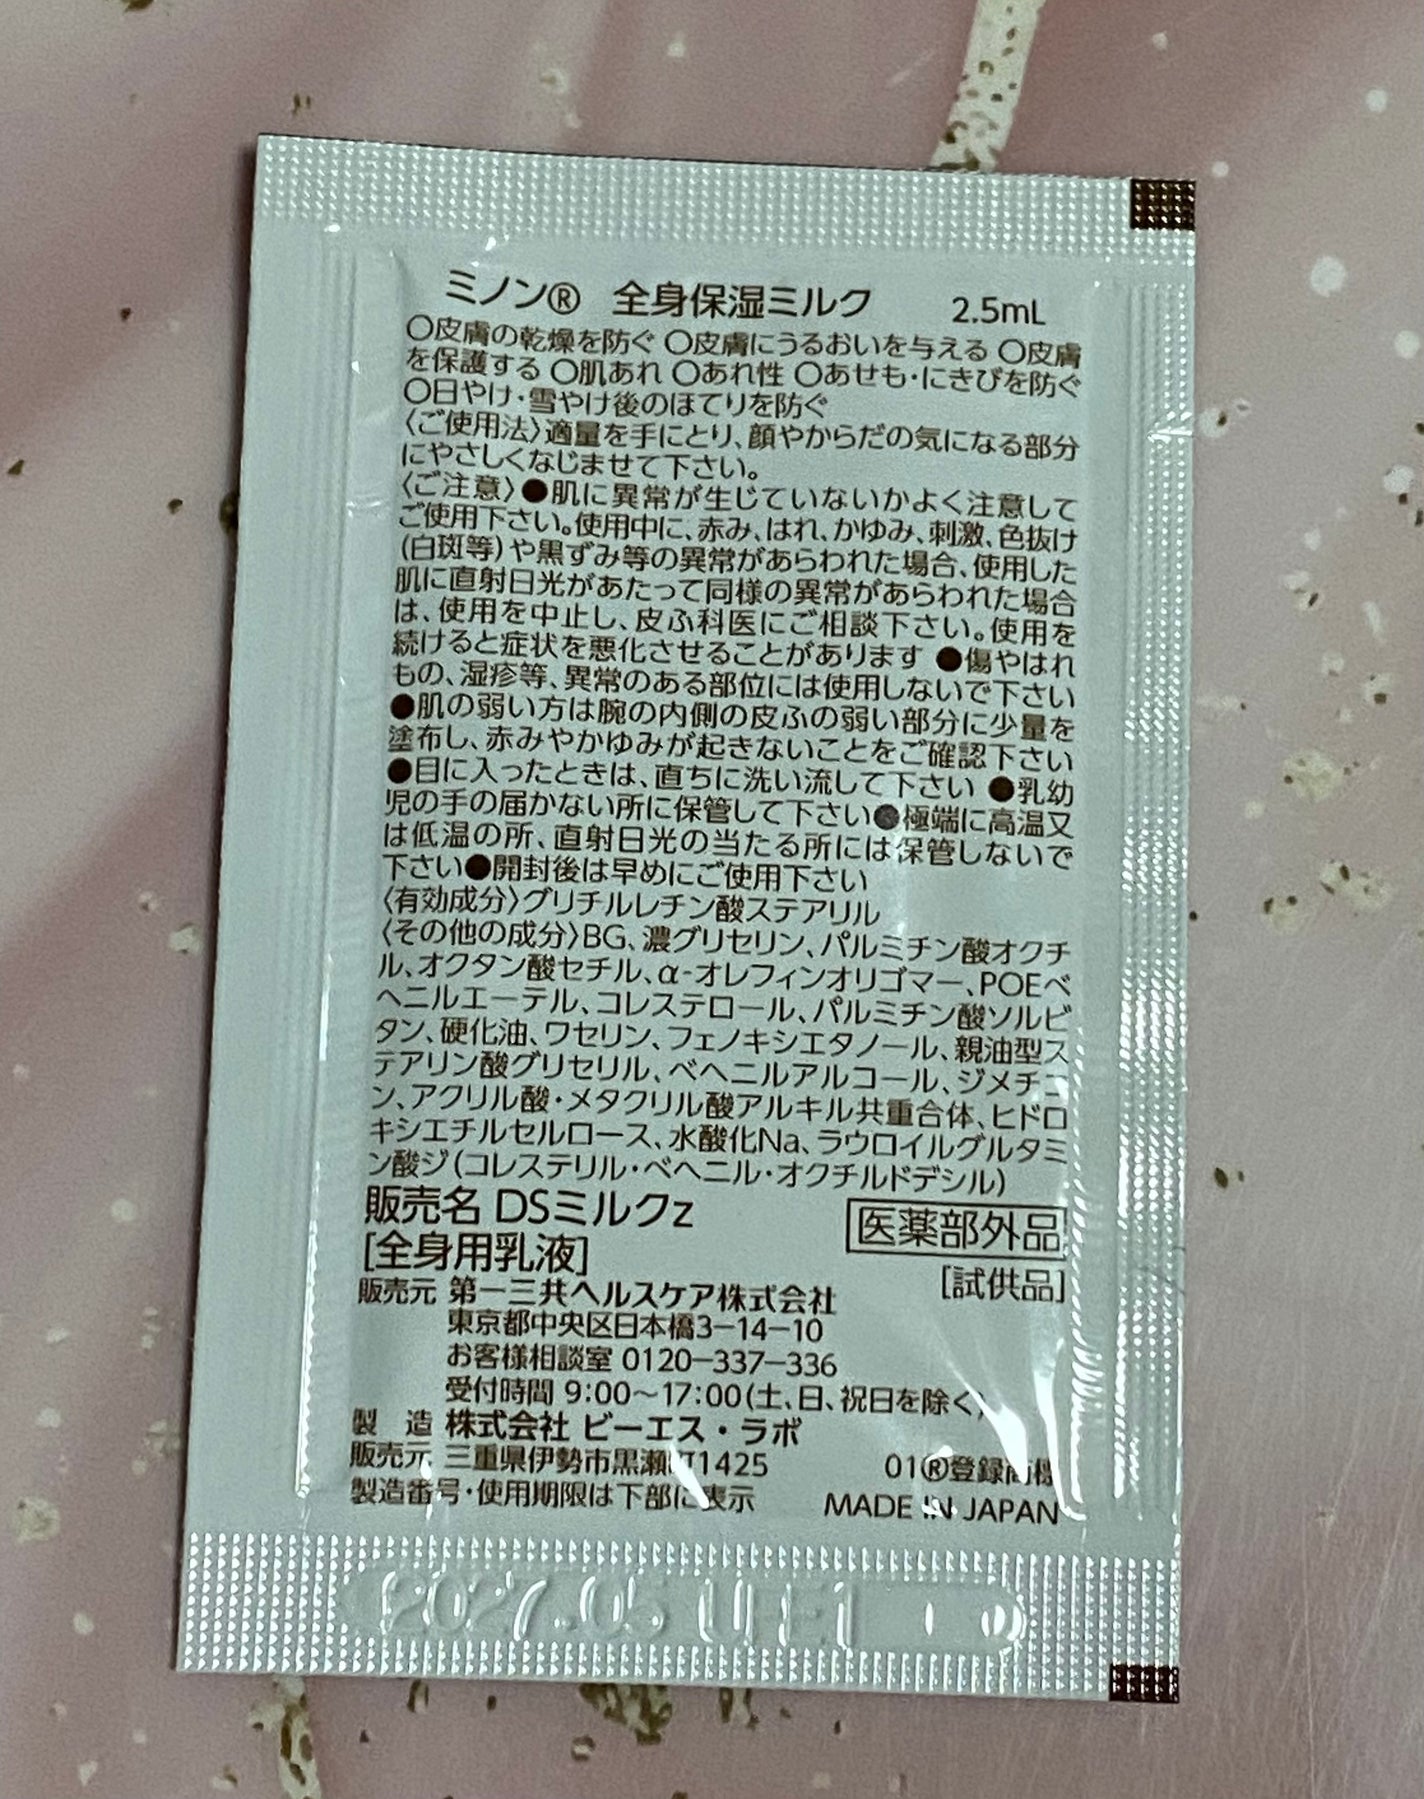 ミノン® 全身保湿ミルク 2.5mL
〇皮膚の乾燥を防ぐ 〇皮膚にうるおいを与える 〇皮膚
を保護する 〇肌あれ 〇あれ性 〇あせも・にきびを防ぐ
〇日やけ・雪やけ後のほてりを防ぐ
〈ご使用法〉適量を手にとり、顔やからだの気になる部分
にやさしくなじませて下さい。
〈ご注意〉●肌に異常が生じていないかよく注意して
ご使用下さい。使用中に、赤み、はれ、かゆみ、刺激、色抜け
(白斑等)や黒ずみ等の異常があらわれた場合、使用した
肌に直射日光があたって同様の異常があらわれた場合
は、使用を中止し、皮ふ科医にご相談下さい。使用を
続けると症状を悪化させることがあります ●傷やはれ
もの、湿疹等、異常のある部位には使用しないで下さい
●肌の弱い方は腕の内側の皮ふの弱い部分に少量を
塗布し、赤みやかゆみが起きないことをご確認下さい
●目に入ったときは、直ちに洗い流して下さい ●乳幼
児の手の届かない所に保管して下さい●極端に高温又
は低温の所、直射日光の当たる所には保管しないで
下さい●開封後は早めにご使用下さい
〈有効成分〉グリチルレチン酸ステアリル
〈その他の成分〉BG、濃グリセリン、パルミチン酸オクチ
ル、オクタン酸セチル、α-オレフィンオリゴマー、POEベ
ヘニルエーテル、コレステロール、パルミチン酸ソルビ
タン、硬化油、ワセリン、フェノキシエタノール、親油型ス
テアリン酸グリセリル、ベヘニルアルコール、ジメチコ
ン、アクリル酸・メタクリル酸アルキル共重合体、ヒドロ
キシエチルセルロース、水酸化Na、ラウロイルグルタミ
ン酸ジ(コレステリル・ベヘニル・オクチルドデシル)
販売名 DSミルクz
医薬部外品
[全身用乳液]
[試供品]
販売元 第一三共ヘルスケア株式会社
東京都中央区日本橋3-14-10
お客様相談室 0120-337-336
受付時間 9:00~17:00(土、日、祝日を除く)
製 造 株式会社 ビーエス・ラボ
販売元 三重県伊勢市黒瀬町1425
01®登録商標
製造番号・使用期限は下部に表示
MADE IN JAPAN
2027.05